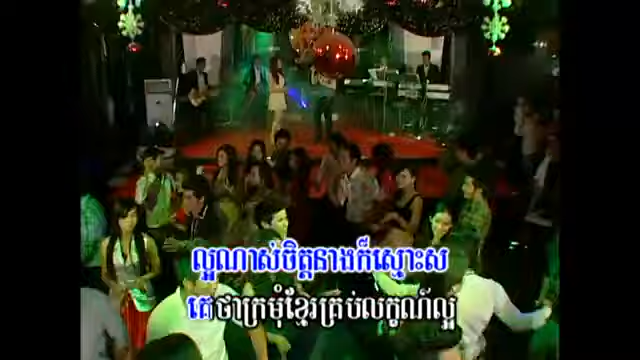 ល្អណាស់ចិត្តនាងក៏ស្មោះស
គេថាក្រមុំខ្មែរគ្រប់លក្ខណ៍ល្អ